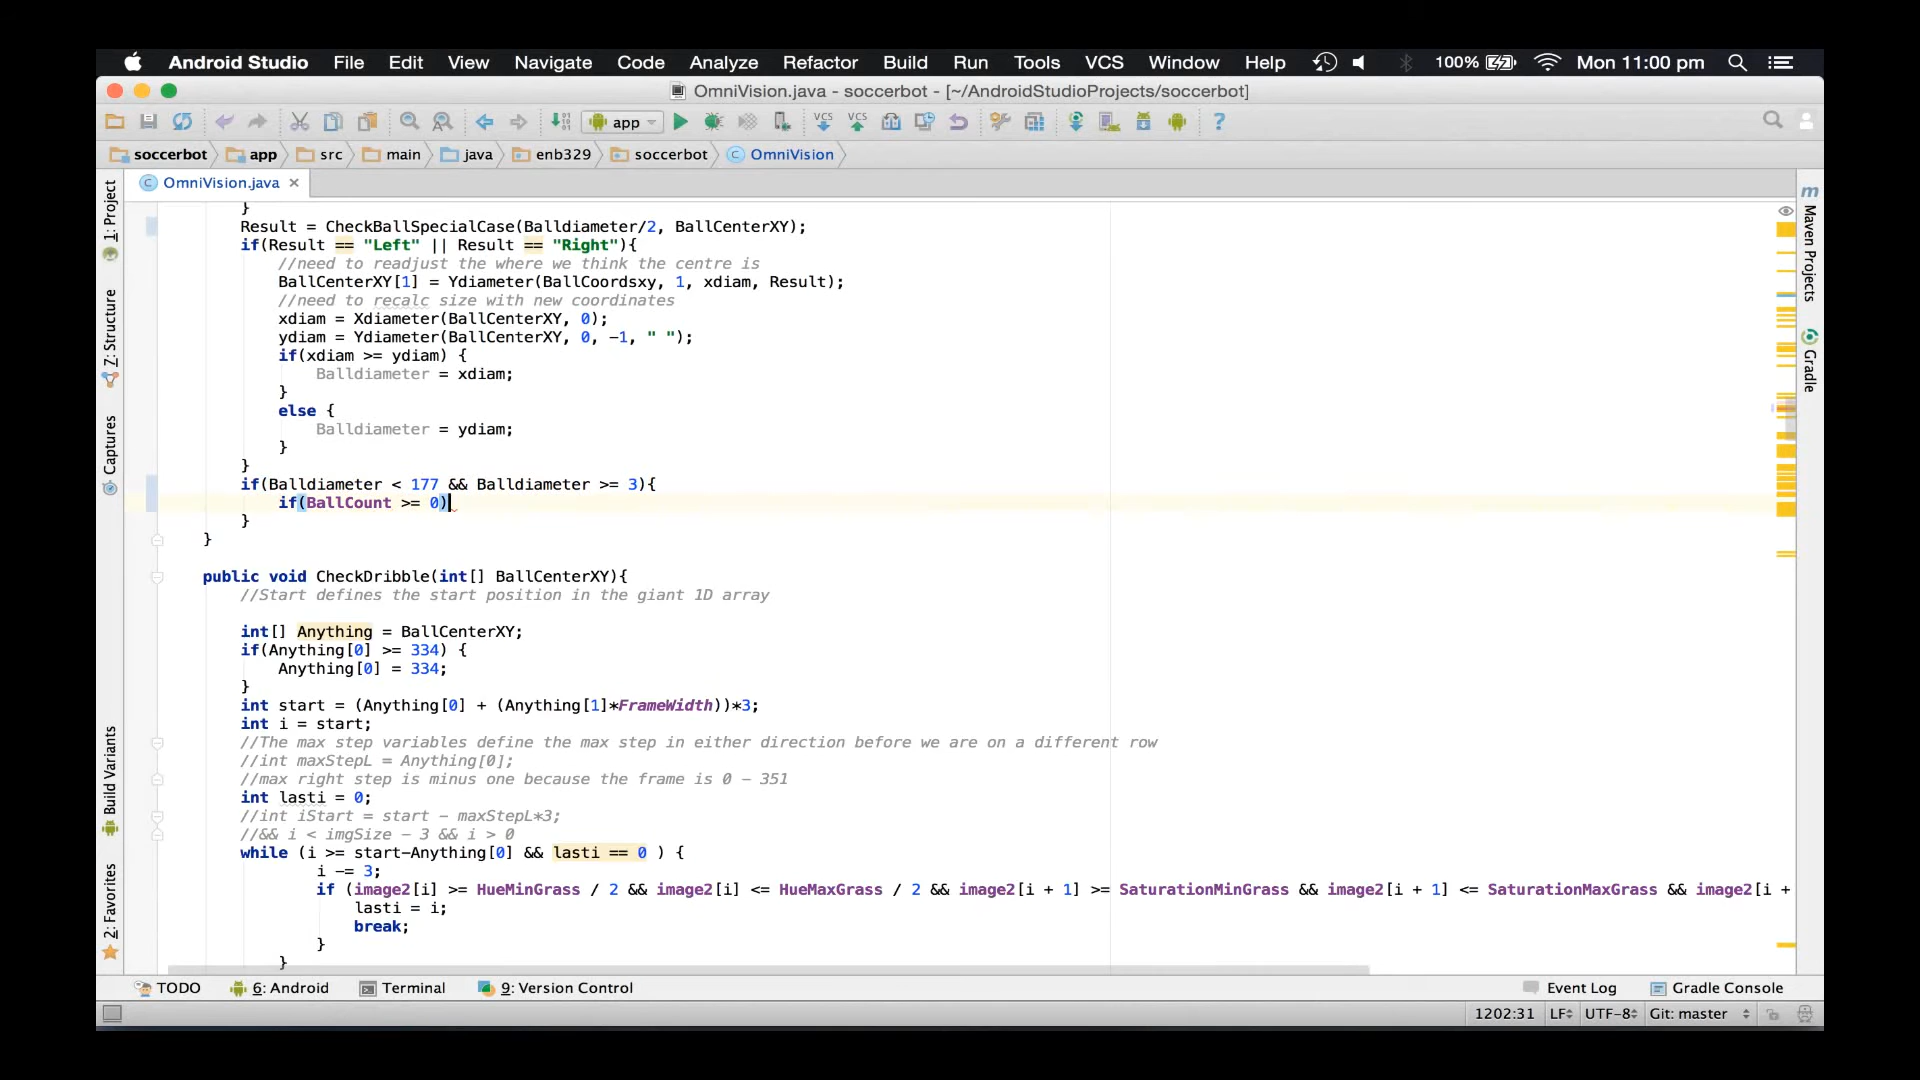 Android Studio File Edit View Navigate Code Analyze Refactor Build Run Tools VCS Window Help 100% Mon 11:00 pm
OmniVision.java - soccerbot - [~/AndroidStudioProjects/soccerbot]
app VCS VCS ?
soccerbot app src main java enb329 soccerbot C OmniVision
C OmniVision.java ×
1: Project
Z: Structure
Captures
Build Variants
2: Favorites
}
Result = CheckBallSpecialCase(Balldiameter/2, BallCenterXY);
if(Result == "Left" || Result == "Right"){
//need to readjust the where we think the centre is
BallCenterXY[1] = Ydiameter(BallCoordsxy, 1, xdiam, Result);
//need to recalc size with new coordinates
xdiam = Xdiameter(BallCenterXY, 0);
ydiam = Ydiameter(BallCenterXY, 0, -1, " ");
if(xdiam >= ydiam) {
Balldiameter = xdiam;
}
else {
Balldiameter = ydiam;
}
}
if(Balldiameter < 177 && Balldiameter >= 3){
if(BallCount >= 0)
}
}
public void CheckDribble(int[] BallCenterXY){
//Start defines the start position in the giant 1D array
int[] Anything = BallCenterXY;
if(Anything[0] >= 334) {
Anything[0] = 334;
}
int start = (Anything[0] + (Anything[1]*FrameWidth))*3;
int i = start;
//The max step variables define the max step in either direction before we are on a different row
//int maxStepL = Anything[0];
//max right step is minus one because the frame is 0 - 351
int lasti = 0;
//int iStart = start - maxStepL*3;
//&& i < imgSize - 3 && i > 0
while (i >= start-Anything[0] && lasti == 0 ) {
i -= 3;
if (image2[i] >= HueMinGrass / 2 && image2[i] <= HueMaxGrass / 2 && image2[i + 1] >= SaturationMinGrass && image2[i + 1] <= SaturationMaxGrass && image2[i +
lasti = i;
break;
}
}
m Maven Projects
Gradle
TODO 6: Android Terminal 9: Version Control Event Log Gradle Console
1202:31 LF UTF-8 Git: master